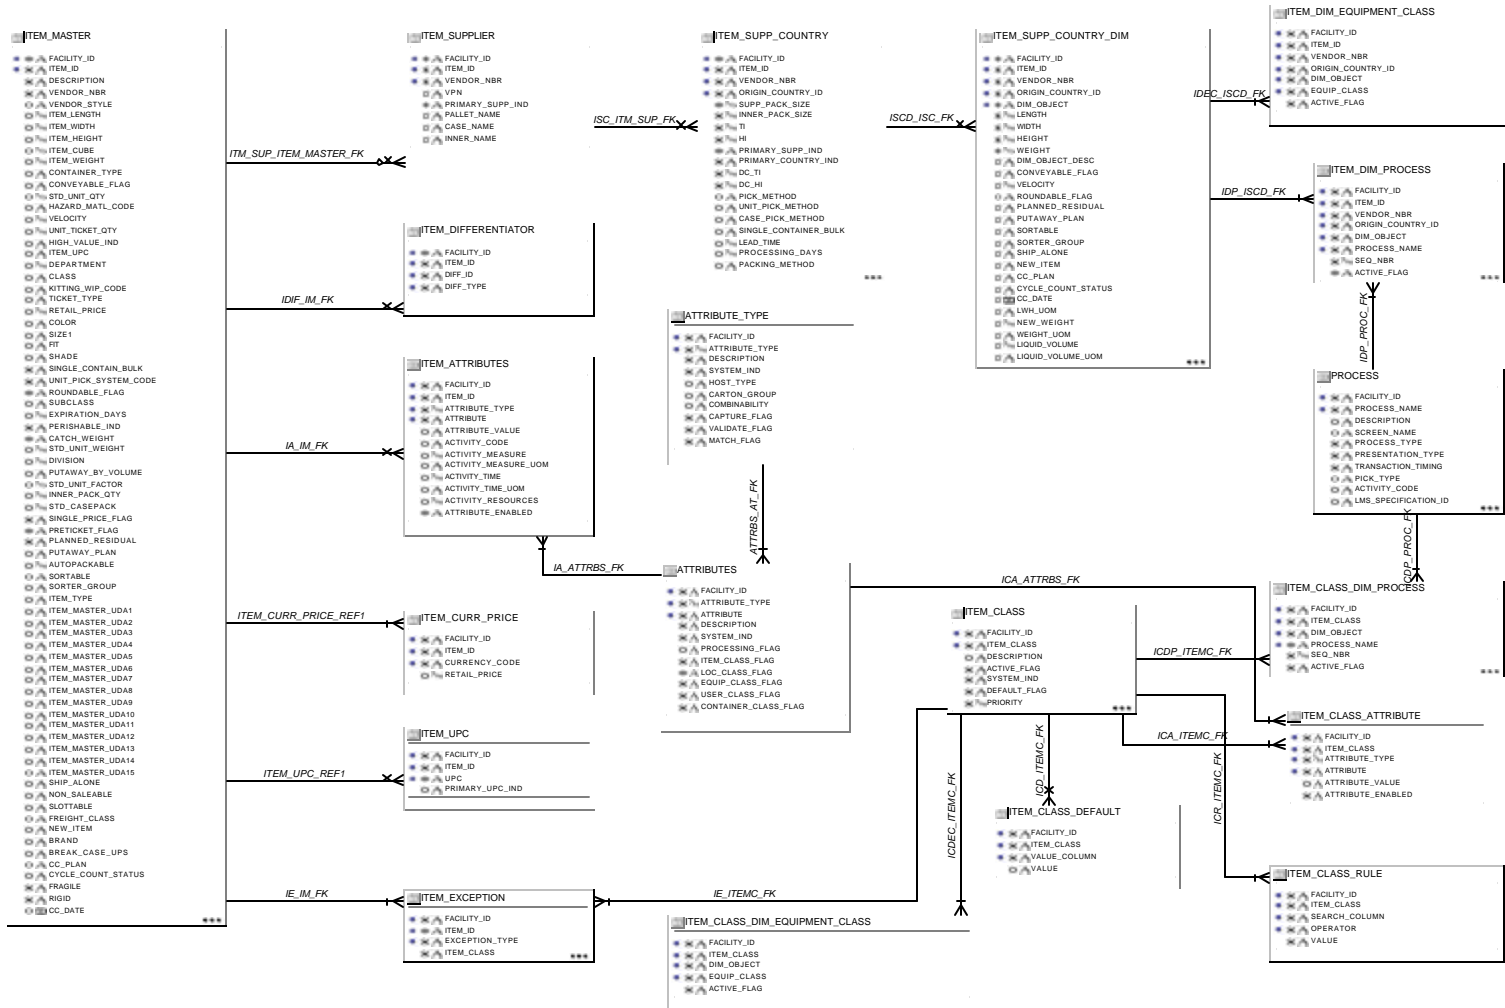 ITEM_MASTER
FACILITY_ID
ITEM_ID
DESCRIPTION
VENDOR_NBR
VENDOR_STYLE
ITEM_LENGTH
ITEM_WIDTH
ITEM_HEIGHT
ITEM_CUBE
ITEM_WEIGHT
CONTAINER_TYPE
CONVEYABLE_FLAG
STD_UNIT_QTY
HAZARD_MATL_CODE
VELOCITY
UNIT_TICKET_QTY
HIGH_VALUE_IND
ITEM_UPC
DEPARTMENT
CLASS
KITTING_WIP_CODE
TICKET_TYPE
RETAIL_PRICE
COLOR
SIZE1
FIT
SHADE
SINGLE_CONTAIN_BULK
UNIT_PICK_SYSTEM_CODE
ROUNDABLE_FLAG
SUBCLASS
EXPIRATION_DAYS
PERISHABLE_IND
CATCH_WEIGHT
STD_UNIT_WEIGHT
DIVISION
PUTAWAY_BY_VOLUME
STD_UNIT_FACTOR
INNER_PACK_QTY
STD_CASEPACK
SINGLE_PRICE_FLAG
PRETICKET_FLAG
PLANNED_RESIDUAL
PUTAWAY_PLAN
AUTOPACKABLE
SORTABLE
SORTER_GROUP
ITEM_TYPE
ITEM_MASTER_UDA1
ITEM_MASTER_UDA2
ITEM_MASTER_UDA3
ITEM_MASTER_UDA4
ITEM_MASTER_UDA5
ITEM_MASTER_UDA6
ITEM_MASTER_UDA7
ITEM_MASTER_UDA8
ITEM_MASTER_UDA9
ITEM_MASTER_UDA10
ITEM_MASTER_UDA11
ITEM_MASTER_UDA12
ITEM_MASTER_UDA13
ITEM_MASTER_UDA14
ITEM_MASTER_UDA15
SHIP_ALONE
NON_SALEABLE
SLOTTABLE
FREIGHT_CLASS
NEW_ITEM
BRAND
BREAK_CASE_UPS
CC_PLAN
CYCLE_COUNT_STATUS
FRAGILE
RIGID
CC_DATE
ITM_SUP_ITEM_MASTER_FK
IDIF_IM_FK
IA_IM_FK
ITEM_CURR_PRICE_REF1
ITEM_UPC_REF1
IE_IM_FK
ITEM_SUPPLIER
FACILITY_ID
ITEM_ID
VENDOR_NBR
VPN
PRIMARY_SUPP_IND
PALLET_NAME
CASE_NAME
INNER_NAME
ISC_ITM_SUP_FK
ITEM_DIFFERENTIATOR
FACILITY_ID
ITEM_ID
DIFF_ID
DIFF_TYPE
ITEM_ATTRIBUTES
FACILITY_ID
ITEM_ID
ATTRIBUTE_TYPE
ATTRIBUTE
ATTRIBUTE_VALUE
ACTIVITY_CODE
ACTIVITY_MEASURE
ACTIVITY_MEASURE_UOM
ACTIVITY_TIME
ACTIVITY_TIME_UOM
ACTIVITY_RESOURCES
ATTRIBUTE_ENABLED
IA_ATTRBS_FK
ITEM_CURR_PRICE
FACILITY_ID
ITEM_ID
CURRENCY_CODE
RETAIL_PRICE
ITEM_UPC
FACILITY_ID
ITEM_ID
UPC
PRIMARY_UPC_IND
ITEM_EXCEPTION
FACILITY_ID
ITEM_ID
EXCEPTION_TYPE
ITEM_CLASS
IE_ITEMC_FK
ITEM_SUPP_COUNTRY
FACILITY_ID
ITEM_ID
VENDOR_NBR
ORIGIN_COUNTRY_ID
SUPP_PACK_SIZE
INNER_PACK_SIZE
TI
HI
PRIMARY_SUPP_IND
PRIMARY_COUNTRY_IND
DC_TI
DC_HI
PICK_METHOD
UNIT_PICK_METHOD
CASE_PICK_METHOD
SINGLE_CONTAINER_BULK
LEAD_TIME
PROCESSING_DAYS
PACKING_METHOD
ISCD_ISC_FK
ATTRIBUTE_TYPE
FACILITY_ID
ATTRIBUTE_TYPE
DESCRIPTION
SYSTEM_IND
HOST_TYPE
CARTON_GROUP
COMBINABILITY
CAPTURE_FLAG
VALIDATE_FLAG
MATCH_FLAG
ATTRBS_AT_FK
ATTRIBUTES
FACILITY_ID
ATTRIBUTE_TYPE
ATTRIBUTE
DESCRIPTION
SYSTEM_IND
PROCESSING_FLAG
ITEM_CLASS_FLAG
LOC_CLASS_FLAG
EQUIP_CLASS_FLAG
USER_CLASS_FLAG
CONTAINER_CLASS_FLAG
ICA_ATTRBS_FK
ITEM_CLASS_DIM_EQUIPMENT_CLASS
FACILITY_ID
ITEM_CLASS
DIM_OBJECT
EQUIP_CLASS
ACTIVE_FLAG
ITEM_SUPP_COUNTRY_DIM
FACILITY_ID
ITEM_ID
VENDOR_NBR
ORIGIN_COUNTRY_ID
DIM_OBJECT
LENGTH
WIDTH
HEIGHT
WEIGHT
DIM_OBJECT_DESC
CONVEYABLE_FLAG
VELOCITY
ROUNDABLE_FLAG
PLANNED_RESIDUAL
PUTAWAY_PLAN
SORTABLE
SORTER_GROUP
SHIP_ALONE
NEW_ITEM
CC_PLAN
CYCLE_COUNT_STATUS
CC_DATE
LWH_UOM
NEW_WEIGHT
WEIGHT_UOM
LIQUID_VOLUME
LIQUID_VOLUME_UOM
IDEC_ISCD_FK
IDP_ISCD_FK
ITEM_CLASS
FACILITY_ID
ITEM_CLASS
DESCRIPTION
ACTIVE_FLAG
SYSTEM_IND
DEFAULT_FLAG
PRIORITY
ICDP_ITEMC_FK
ICA_ITEMC_FK
ICR_ITEMC_FK
ICD_ITEMC_FK
ICDEC_ITEMC_FK
ITEM_CLASS_DEFAULT
FACILITY_ID
ITEM_CLASS
VALUE_COLUMN
VALUE
ITEM_DIM_EQUIPMENT_CLASS
FACILITY_ID
ITEM_ID
VENDOR_NBR
ORIGIN_COUNTRY_ID
DIM_OBJECT
EQUIP_CLASS
ACTIVE_FLAG
ITEM_DIM_PROCESS
FACILITY_ID
ITEM_ID
VENDOR_NBR
ORIGIN_COUNTRY_ID
DIM_OBJECT
PROCESS_NAME
SEQ_NBR
ACTIVE_FLAG
IDP_PROC_FK
PROCESS
FACILITY_ID
PROCESS_NAME
DESCRIPTION
SCREEN_NAME
PROCESS_TYPE
PRESENTATION_TYPE
TRANSACTION_TIMING
PICK_TYPE
ACTIVITY_CODE
LMS_SPECIFICATION_ID
ICDP_PROC_FK
ITEM_CLASS_DIM_PROCESS
FACILITY_ID
ITEM_CLASS
DIM_OBJECT
PROCESS_NAME
SEQ_NBR
ACTIVE_FLAG
ITEM_CLASS_ATTRIBUTE
FACILITY_ID
ITEM_CLASS
ATTRIBUTE_TYPE
ATTRIBUTE
ATTRIBUTE_VALUE
ATTRIBUTE_ENABLED
ITEM_CLASS_RULE
FACILITY_ID
ITEM_CLASS
SEARCH_COLUMN
OPERATOR
VALUE